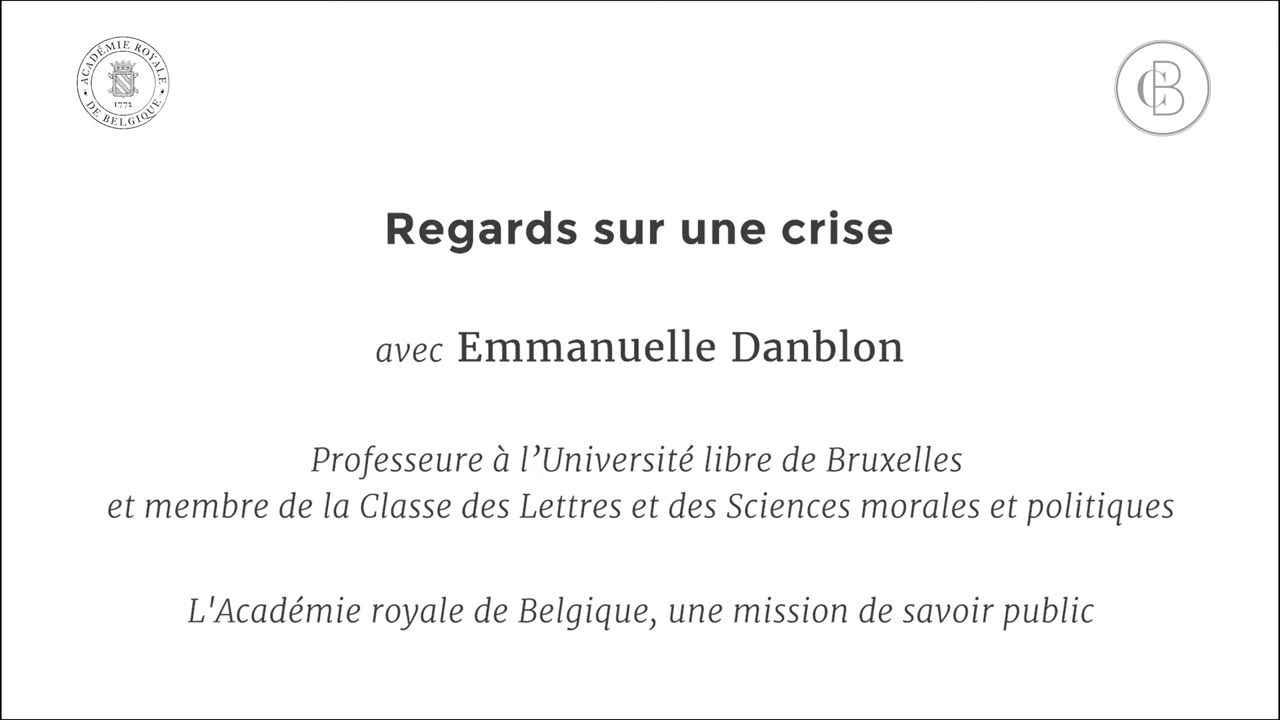 ACADÉMIE ROYALE
DE BELGIQUE
1772
CB
Regards sur une crise
avec Emmanuelle Danblon
Professeure à l’Université libre de Bruxelles
et membre de la Classe des Lettres et des Sciences morales et politiques
L'Académie royale de Belgique, une mission de savoir public